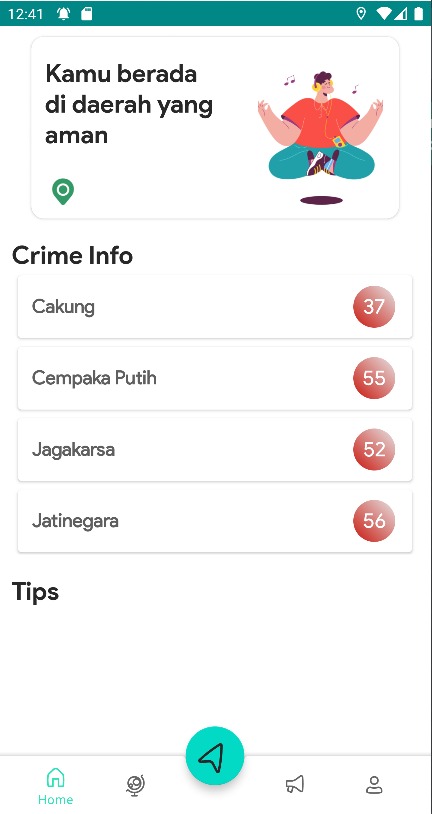 12:41
Kamu berada
di daerah yang
aman
Crime Info
Cakung 37
Cempaka Putih 55
Jagakarsa 52
Jatinegara 56
Tips
Home